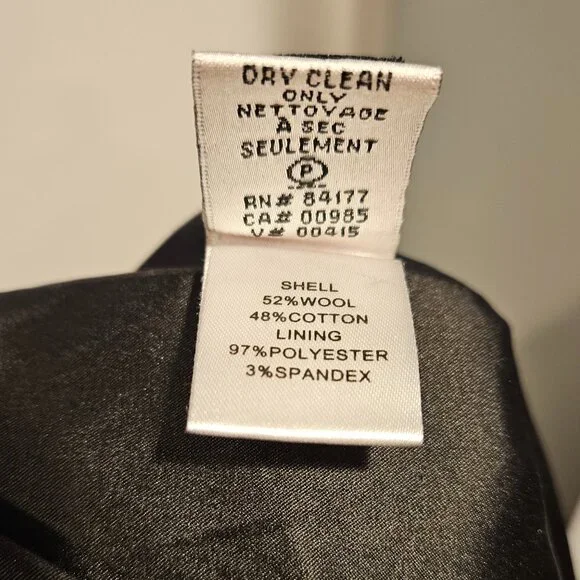 DRY CLEAN
ONLY
NETTOYAGE
A SEC
SEULEMENT
P
RN# 84177
CA# 00985
V# 00415
SHELL
52%WOOL
48%COTTON
LINING
97%POLYESTER
3%SPANDEX